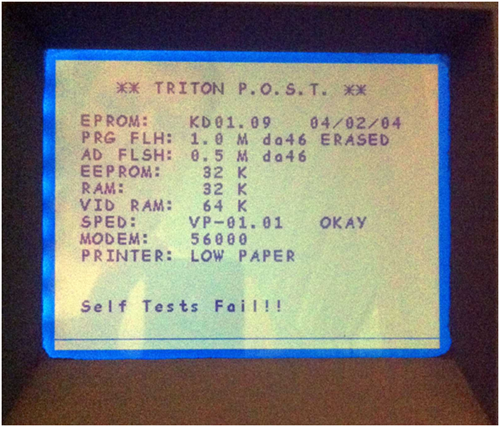 ** TRITON P.O.S.T. **
EPROM: KD01.09 04/02/04
PRG FLH: 1.0 M da46 ERASED
AD FLSH: 0.5 M da46
EEPROM: 32 K
RAM: 32 K
VID RAM: 64 K
SPED: VP-01.01 OKAY
MODEM: 56000
PRINTER: LOW PAPER
Self Tests Fail!!